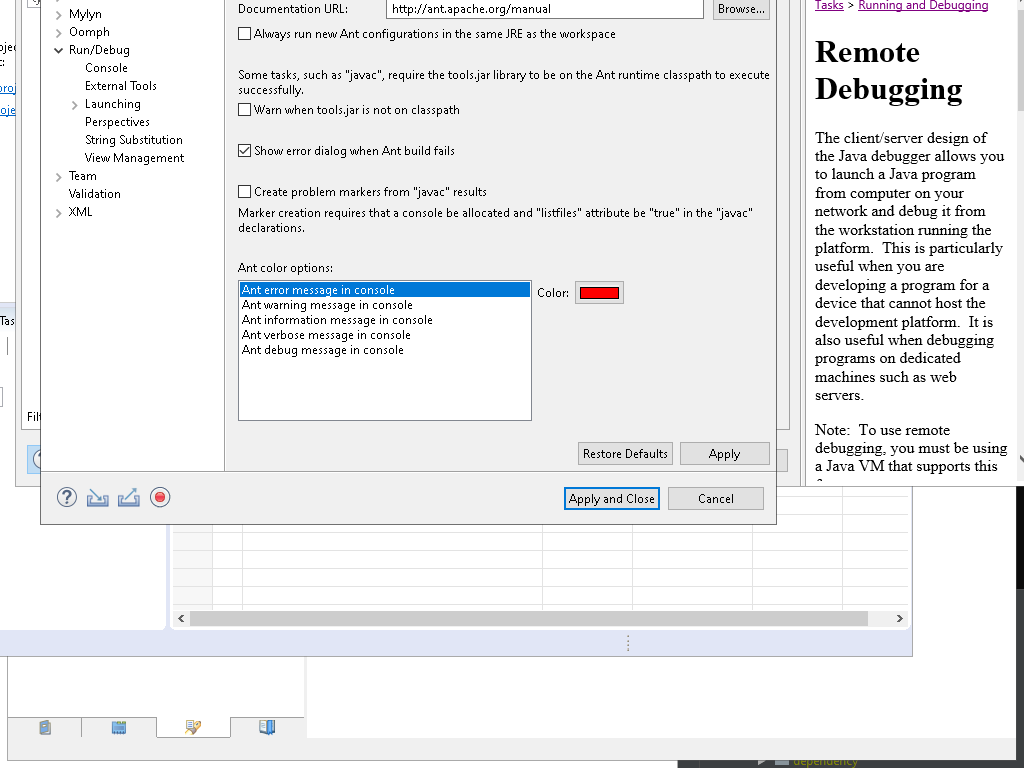 Documentation URL:
http://ant.apache.org/manual
Browse...
Always run new Ant configurations in the same JRE as the workspace
Some tasks, such as "javac", require the tools.jar library to be on the Ant runtime classpath to execute
successfully.
Warn when tools.jar is not on classpath
Show error dialog when Ant build fails
Create problem markers from "javac" results
Marker creation requires that a console be allocated and "listfiles" attribute be "true" in the "javac"
declarations.
Ant color options:
Ant error message in console
Ant warning message in console
Ant information message in console
Ant verbose message in console
Ant debug message in console
Color:
Restore Defaults
Apply
Apply and Close
Cancel
Mylyn
Oomph
Run/Debug
Console
External Tools
Launching
Perspectives
String Substitution
View Management
Team
Validation
XML
Tasks > Running and Debugging
Remote
Debugging
The client/server design of
the Java debugger allows you
to launch a Java program
from computer on your
network and debug it from
the workstation running the
platform.  This is particularly
useful when you are
developing a program for a
device that cannot host the
development platform.  It is
also useful when debugging
programs on dedicated
machines such as web
servers.
Note:  To use remote
debugging, you must be using
a Java VM that supports this
dependency